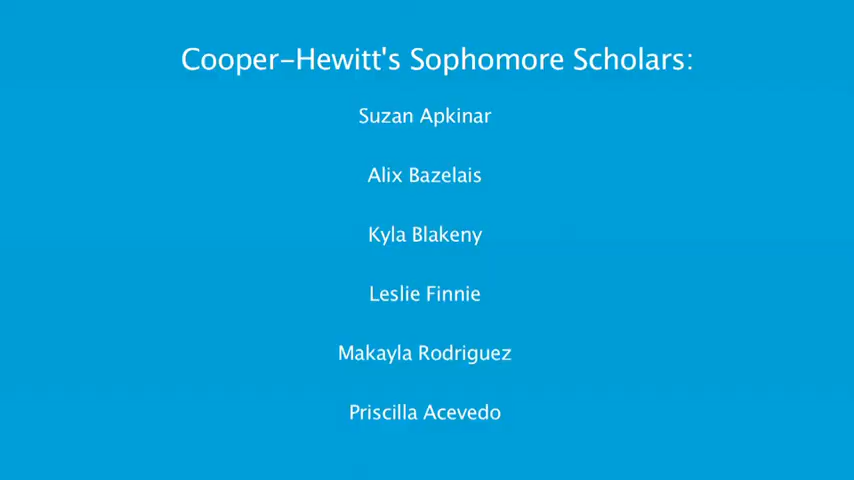 Cooper-Hewitt's Sophomore Scholars:
Suzan Apkinar
Alix Bazelais
Kyla Blakeny
Leslie Finnie
Makayla Rodriguez
Priscilla Acevedo